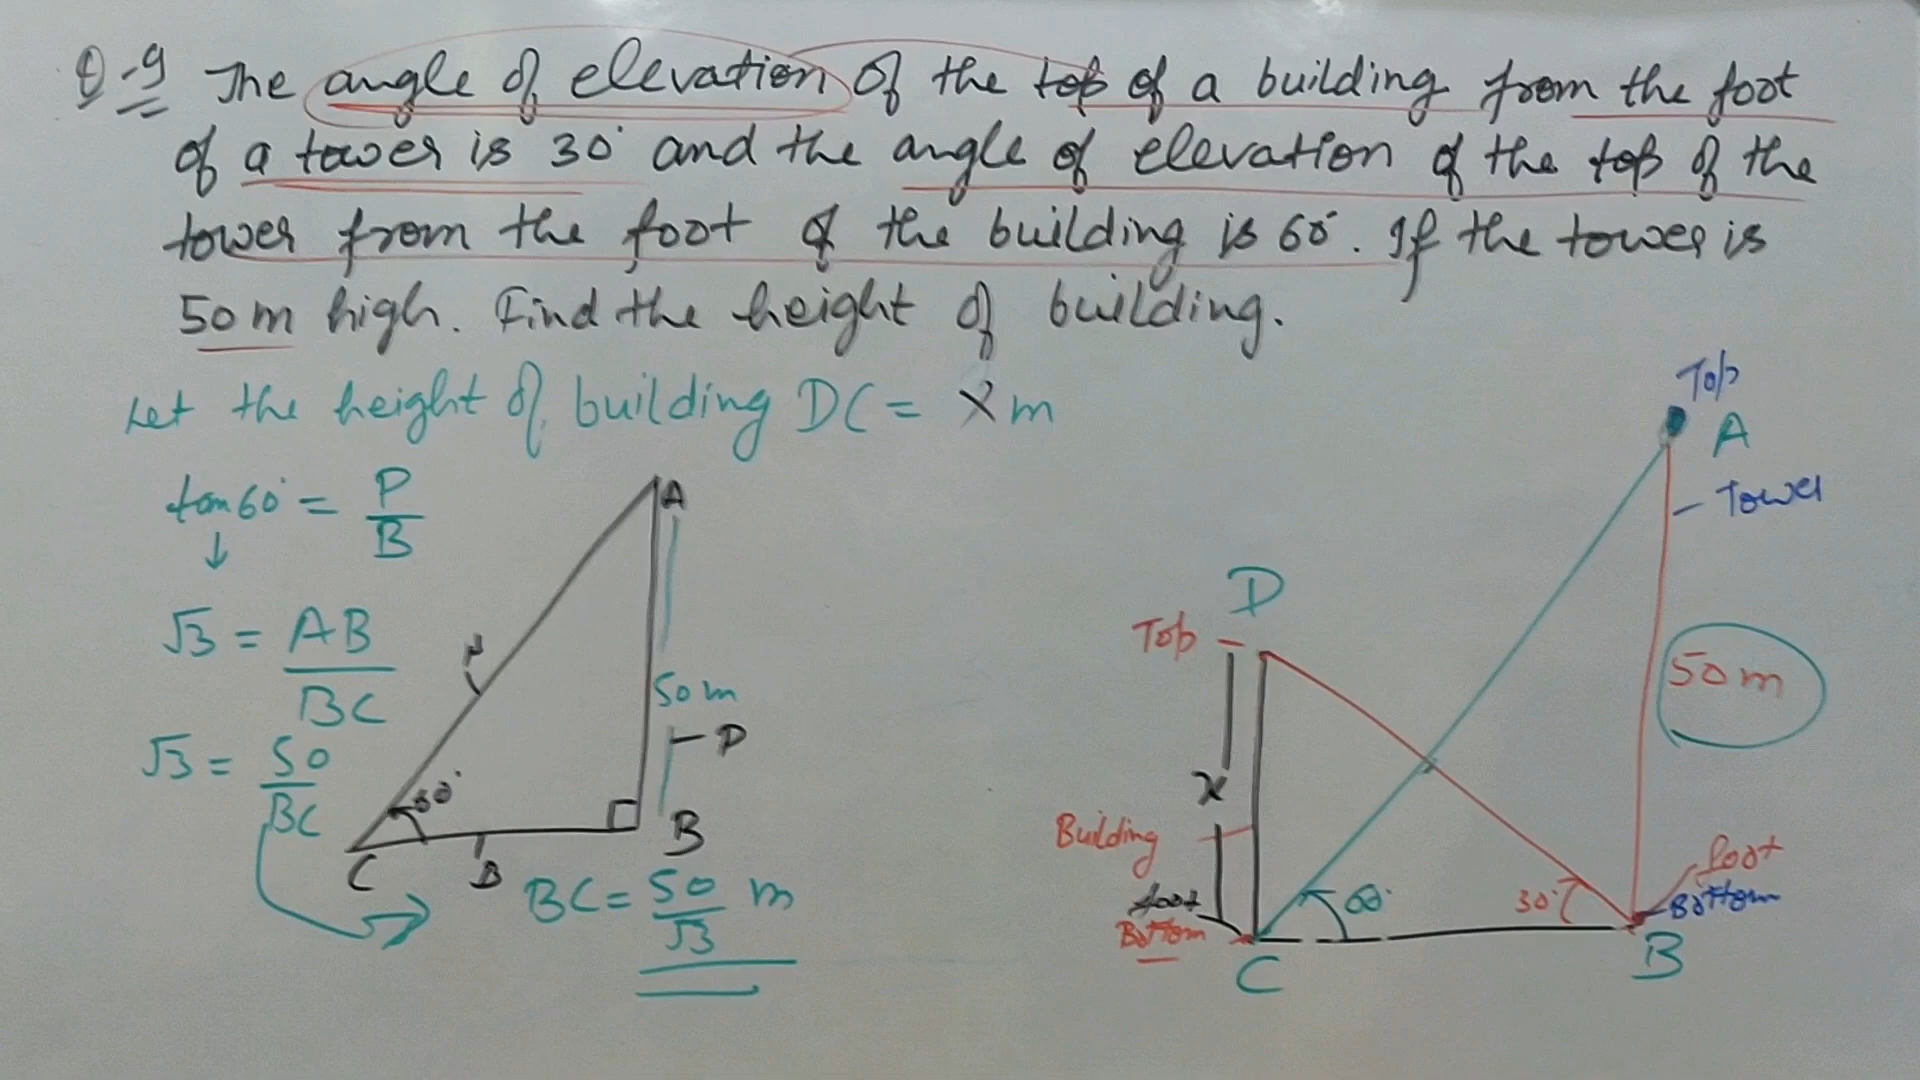 Q-9 The angle of elevation of the top of a building from the foot
of a tower is 30° and the angle of elevation of the top of the
tower from the foot of the building is 60°. If the tower is
50 m high. Find the height of building.
Let the height of building DC = x m
tan 60° = P/B
↓
√3 = AB/BC
√3 = 50/BC
BC = 50/√3 m
A
H
50 m
P
60°
C
B
B
Top
A
Tower
D
Top
50 m
x
Building
foot
Bottom
60°
30°
foot
Bottom
C
B